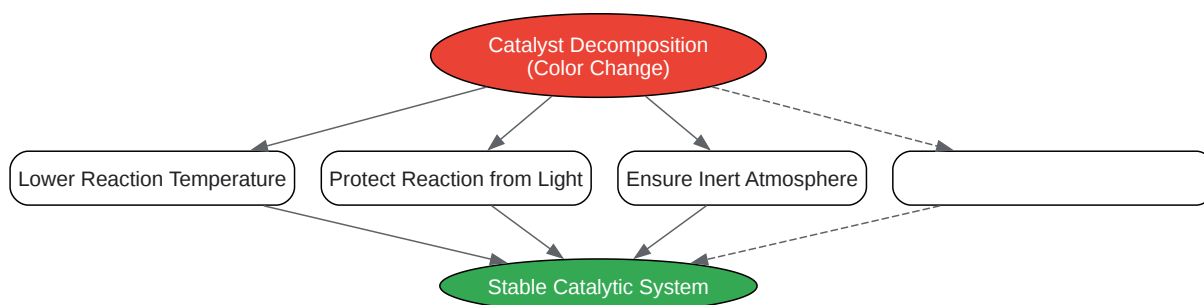 Catalyst Decomposition
(Color Change)
Lower Reaction Temperature
Protect Reaction from Light
Ensure Inert Atmosphere
Stable Catalytic System